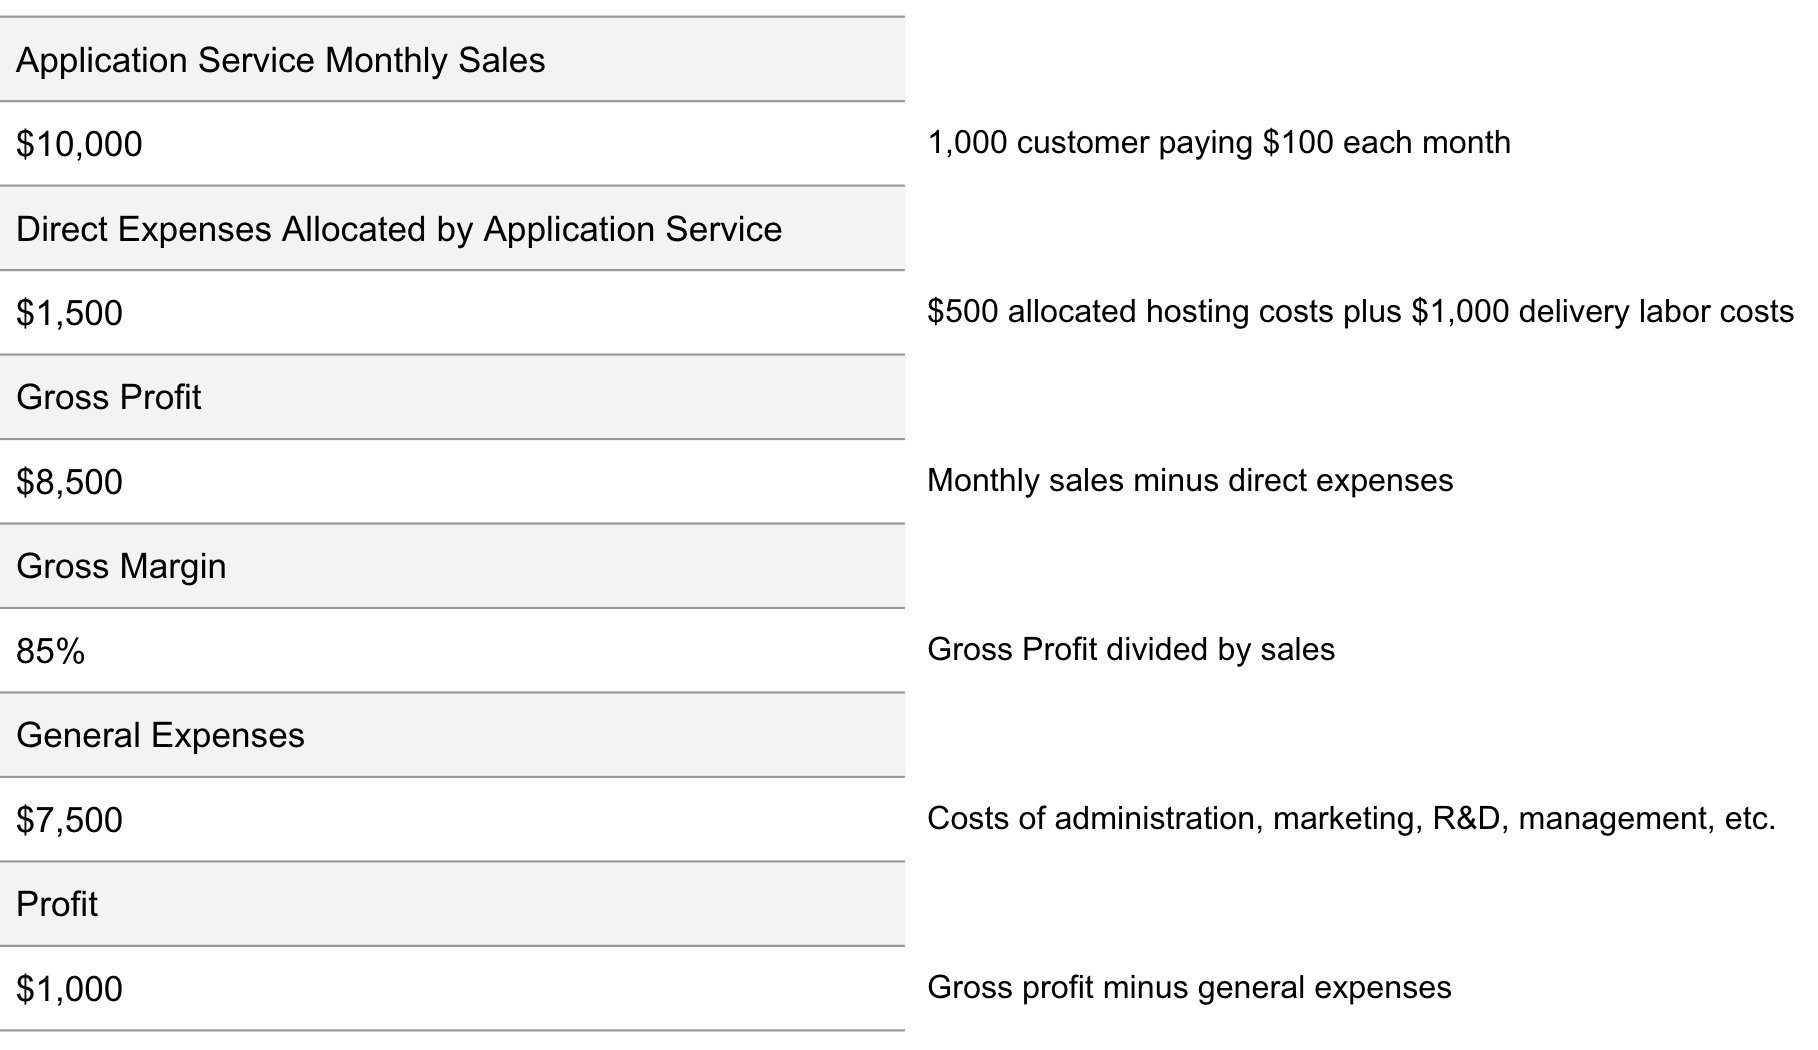 Application Service Monthly Sales
$10,000
1,000 customer paying $100 each month
Direct Expenses Allocated by Application Service
$1,500
$500 allocated hosting costs plus $1,000 delivery labor costs
Gross Profit
$8,500
Monthly sales minus direct expenses
Gross Margin
85%
Gross Profit divided by sales
General Expenses
$7,500
Costs of administration, marketing, R&D, management, etc.
Profit
$1,000
Gross profit minus general expenses